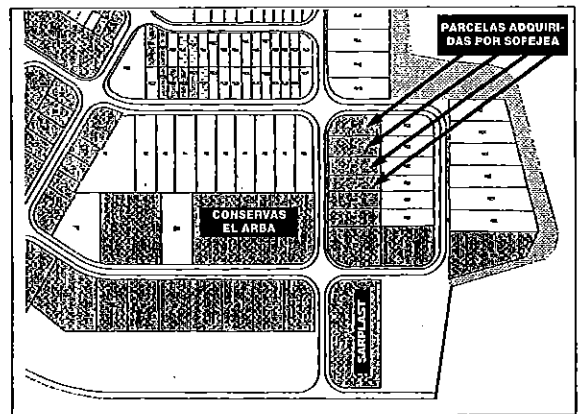 PARCELAS ADQUIRI-
DAS POR SOFEJEA
CONSERVAS
EL ARBA
SARPLAST